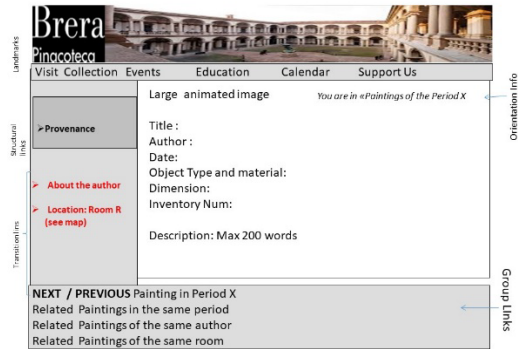 Brera
Pinacoteca
Landmarks
Visit Collection Events Education Calendar Support Us
Large animated image
You are in «Paintings of the Period X
Orientation Info
Title :
Author :
Date:
Object Type and material:
Dimension:
Inventory Num:
Description: Max 200 words
Structural
links
➢Provenance
Transition lins
➢ About the author
➢ Location: Room R
(see map)
NEXT / PREVIOUS Painting in Period X
Related Paintings in the same period
Related Paintings of the same author
Related Paintings of the same room
Group Links